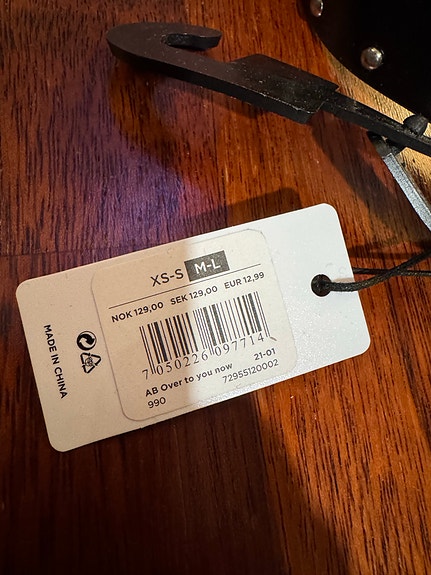 XS-S M-L
NOK 129,00 SEK 129,00 EUR 12,99
7 050226 097714
AB Over to you now 21-01
990 72955120002
MADE IN CHINA